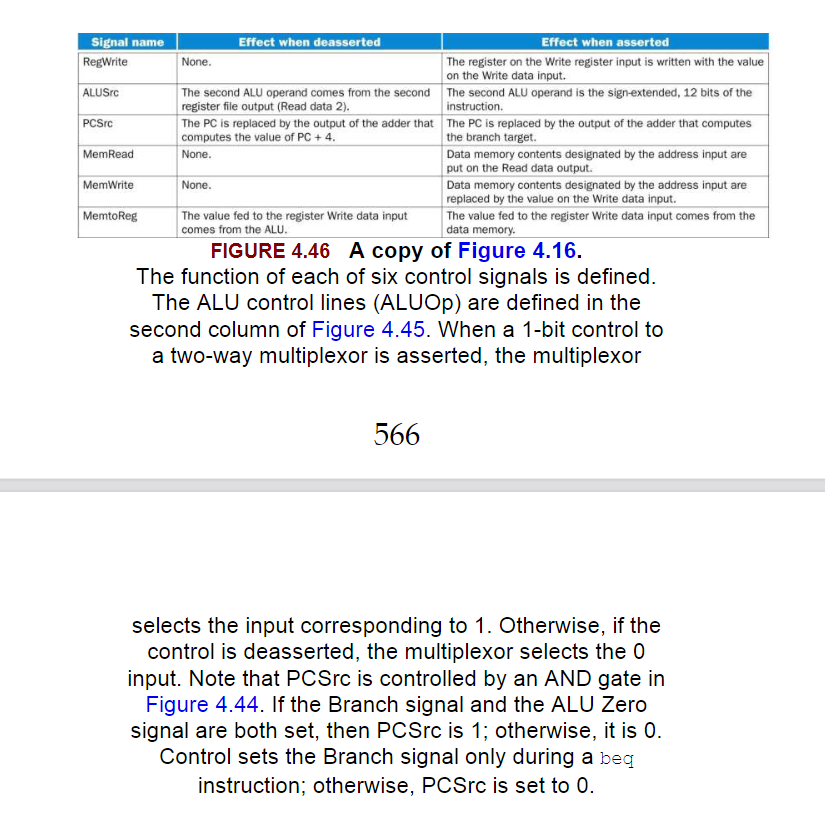 Signal name Effect when deasserted Effect when asserted
RegWrite None. The register on the Write register input is written with the value
on the Write data input.
ALUSrc The second ALU operand comes from the second The second ALU operand is the sign-extended, 12 bits of the
register file output (Read data 2). instruction.
PCSrc The PC is replaced by the output of the adder that The PC is replaced by the output of the adder that computes
computes the value of PC + 4. the branch target.
MemRead None. Data memory contents designated by the address input are
put on the Read data output.
MemWrite None. Data memory contents designated by the address input are
replaced by the value on the Write data input.
MemtoReg The value fed to the register Write data input The value fed to the register Write data input comes from the
comes from the ALU. data memory.
FIGURE 4.46 A copy of Figure 4.16.
The function of each of six control signals is defined.
The ALU control lines (ALUOp) are defined in the
second column of Figure 4.45. When a 1-bit control to
a two-way multiplexor is asserted, the multiplexor
566
selects the input corresponding to 1. Otherwise, if the
control is deasserted, the multiplexor selects the 0
input. Note that PCSrc is controlled by an AND gate in
Figure 4.44. If the Branch signal and the ALU Zero
signal are both set, then PCSrc is 1; otherwise, it is 0.
Control sets the Branch signal only during a beq
instruction; otherwise, PCSrc is set to 0.